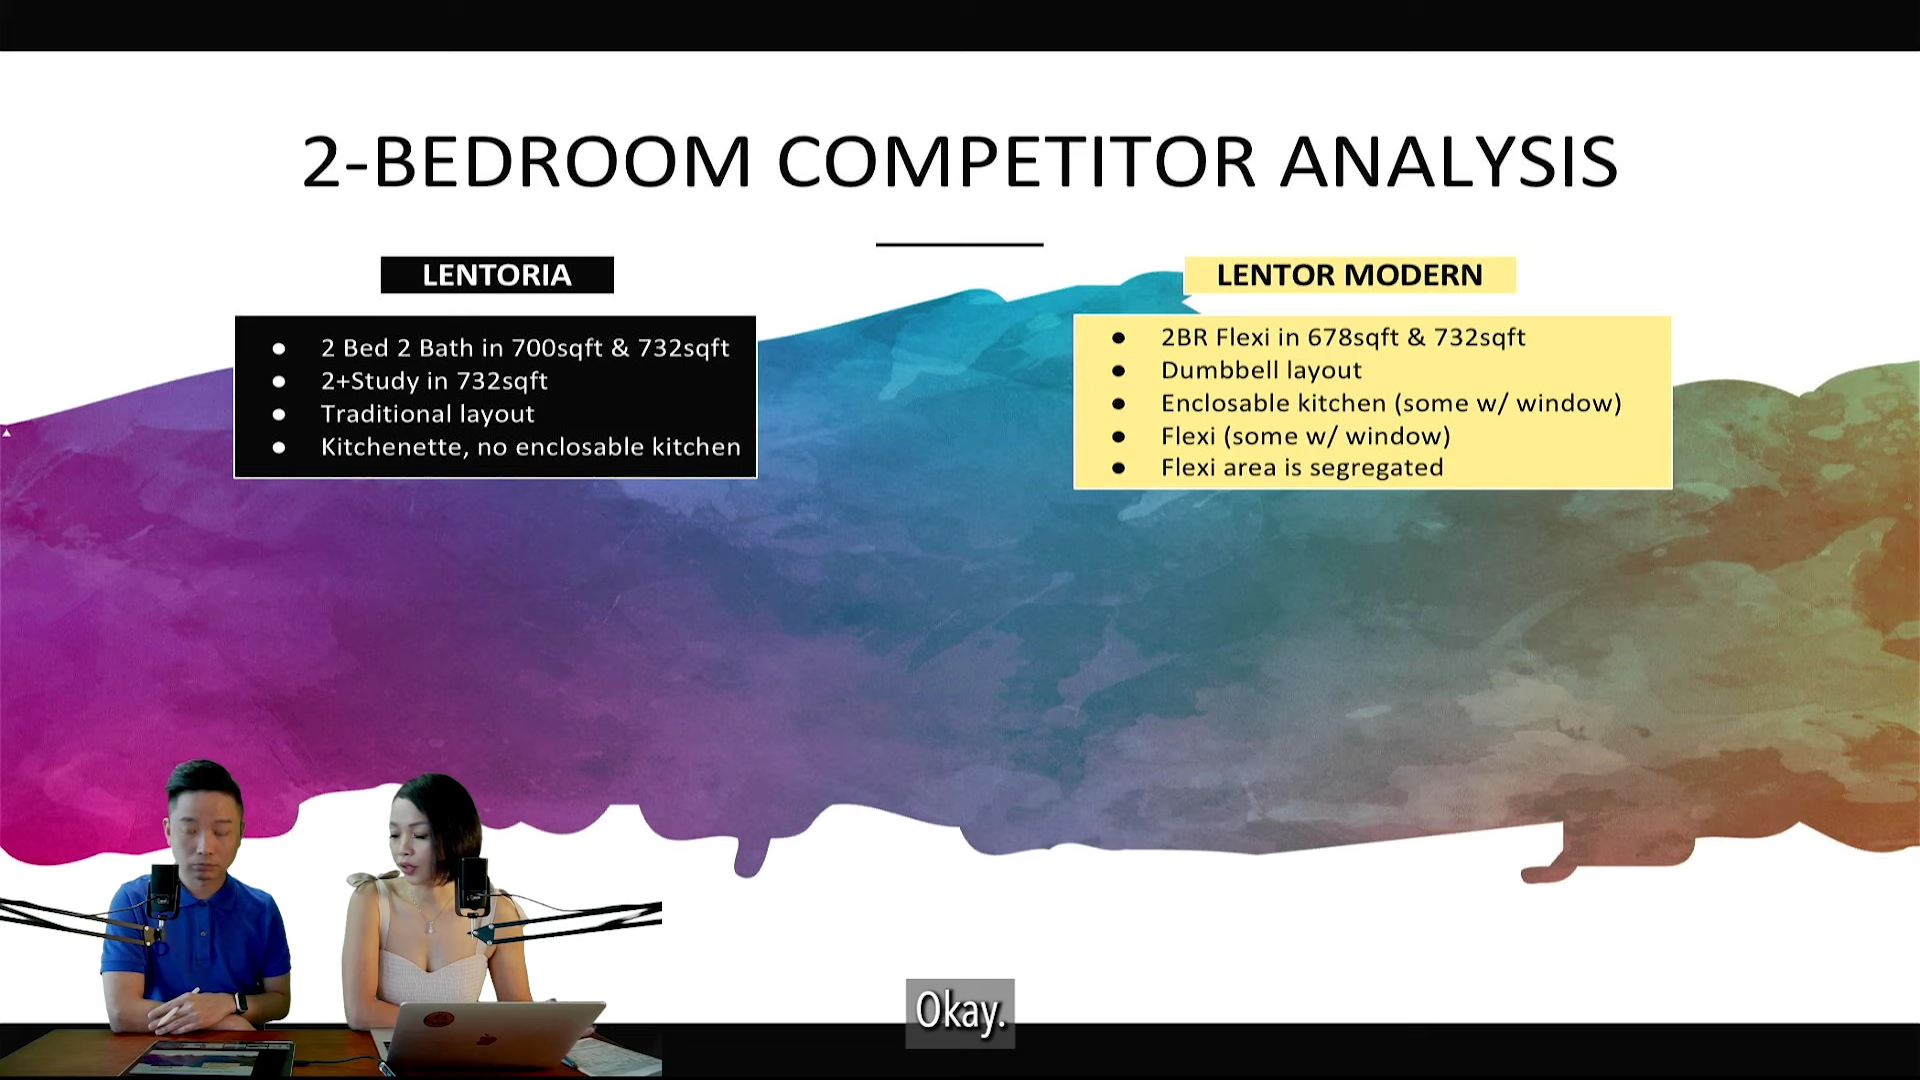 2-BEDROOM COMPETITOR ANALYSIS
LENTORIA
2 Bed 2 Bath in 700sqft & 732sqft
2+Study in 732sqft
Traditional layout
Kitchenette, no enclosable kitchen
LENTOR MODERN
2BR Flexi in 678sqft & 732sqft
Dumbbell layout
Enclosable kitchen (some w/ window)
Flexi (some w/ window)
Flexi area is segregated
Okay.